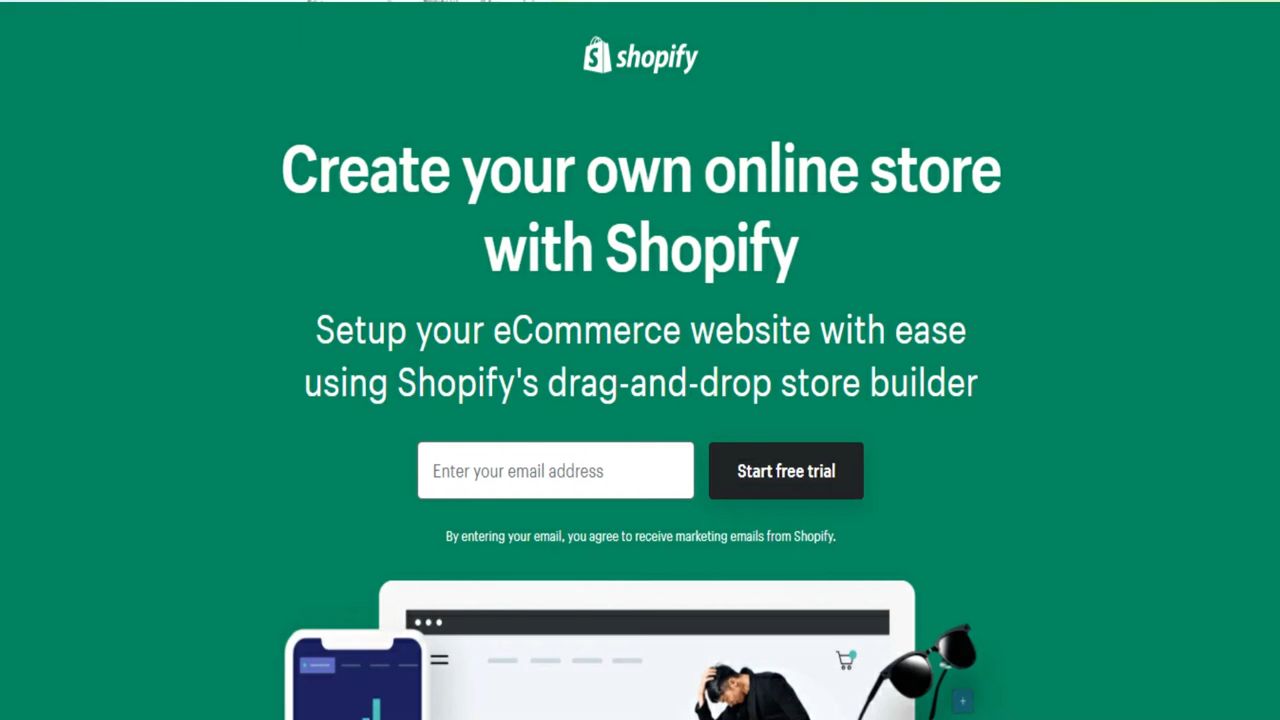 shopify
Create your own online store
with Shopify
Setup your eCommerce website with ease
using Shopify's drag-and-drop store builder
Enter your email address
Start free trial
By entering your email, you agree to receive marketing emails from Shopify.